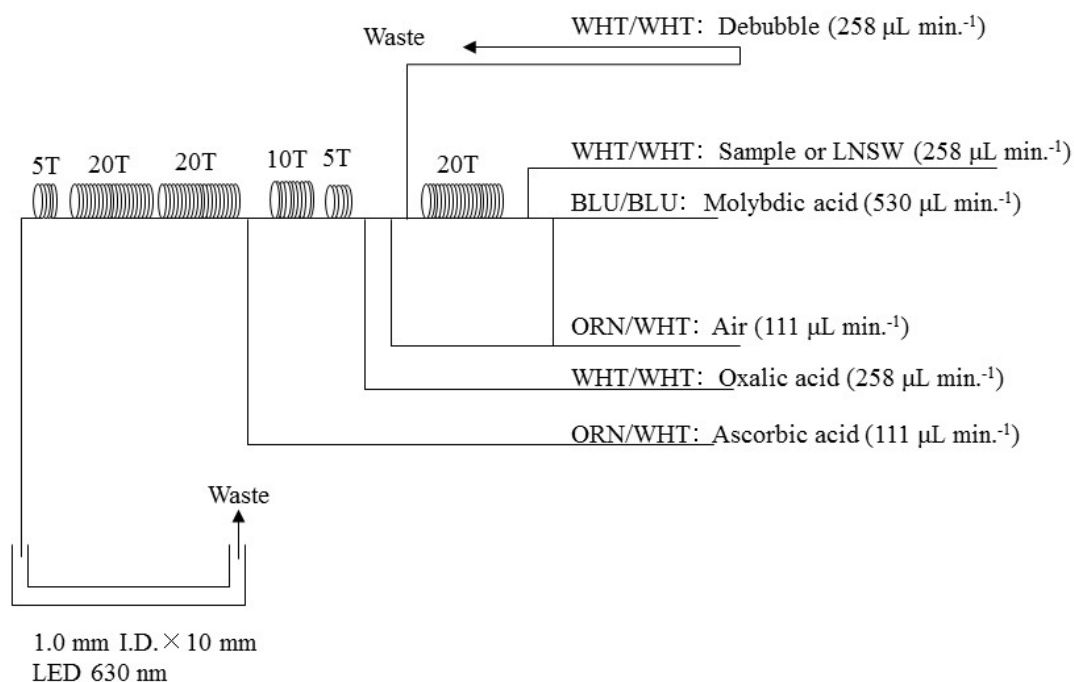 WHT/WHT: Debubble (258 μL min.-1)
Waste
5T 20T 20T 10T 5T 20T
WHT/WHT: Sample or LNSW (258 μL min.-1)
BLU/BLU: Molybdic acid (530 μL min.-1)
ORN/WHT: Air (111 μL min.-1)
WHT/WHT: Oxalic acid (258 μL min.-1)
ORN/WHT: Ascorbic acid (111 μL min.-1)
Waste
1.0 mm I.D.×10 mm
LED 630 nm